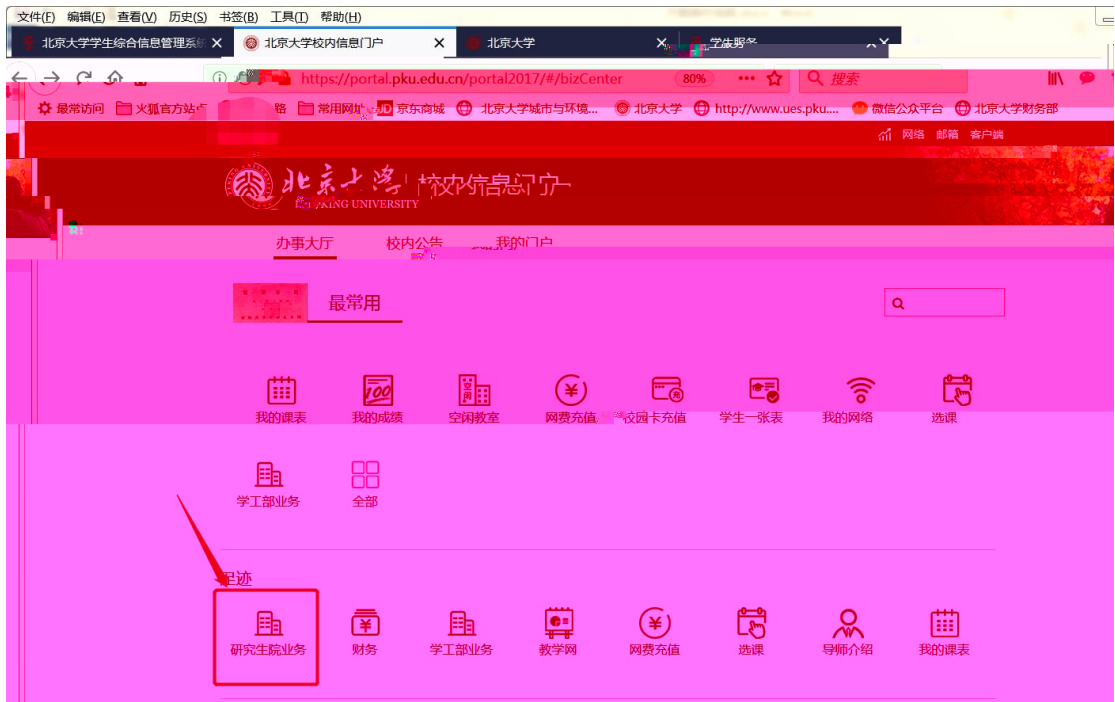 文件(F) 编辑(E) 查看(V) 历史(S) 书签(B) 工具(T) 帮助(H)
北京大学学生综合信息管理系统 北京大学校内信息门户 北京大学
https://portal.pku.edu.cn/portal2017/#/bizCenter 80% 搜索
最常访问 火狐官方站点 常用网址 JD 京东商城 北京大学城市与环境... 北京大学 http://www.ues.pku.... 微信公众平台 北京大学财务部
网络 邮箱 客户端
北京大学 校内信息门户
PEKING UNIVERSITY
办事大厅 校内公告 我的门户
最常用
我的课表 我的成绩 空闲教室 网费充值 校园卡充值 学生一张表 我的网络 选课
学工部业务 全部
足迹
研究生院业务 财务 学工部业务 教学网 网费充值 选课 导师介绍 我的课表